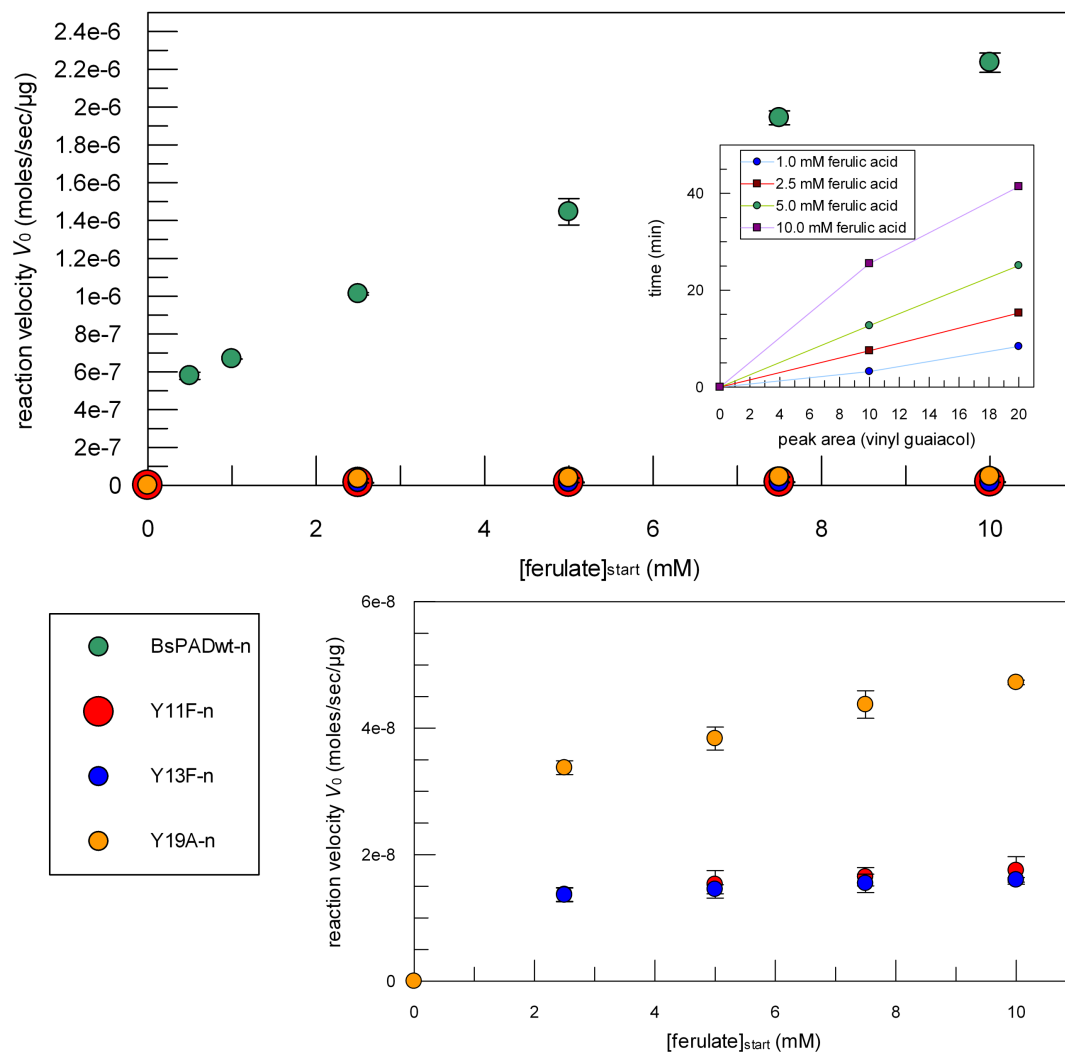 2.4e-6
2.2e-6
2e-6
1.8e-6
1.6e-6
1.4e-6
1.2e-6
1e-6
8e-7
6e-7
4e-7
2e-7
0
reaction velocity V0 (moles/sec/µg)
0 2 4 6 8 10
[ferulate]start (mM)
1.0 mM ferulic acid
2.5 mM ferulic acid
5.0 mM ferulic acid
10.0 mM ferulic acid
40
20
0
time (min)
0 2 4 6 8 10 12 14 16 18 20
peak area (vinyl guaiacol)
BsPADwt-n
Y11F-n
Y13F-n
Y19A-n
6e-8
4e-8
2e-8
0
reaction velocity V0 (moles/sec/µg)
0 2 4 6 8 10
[ferulate]start (mM)